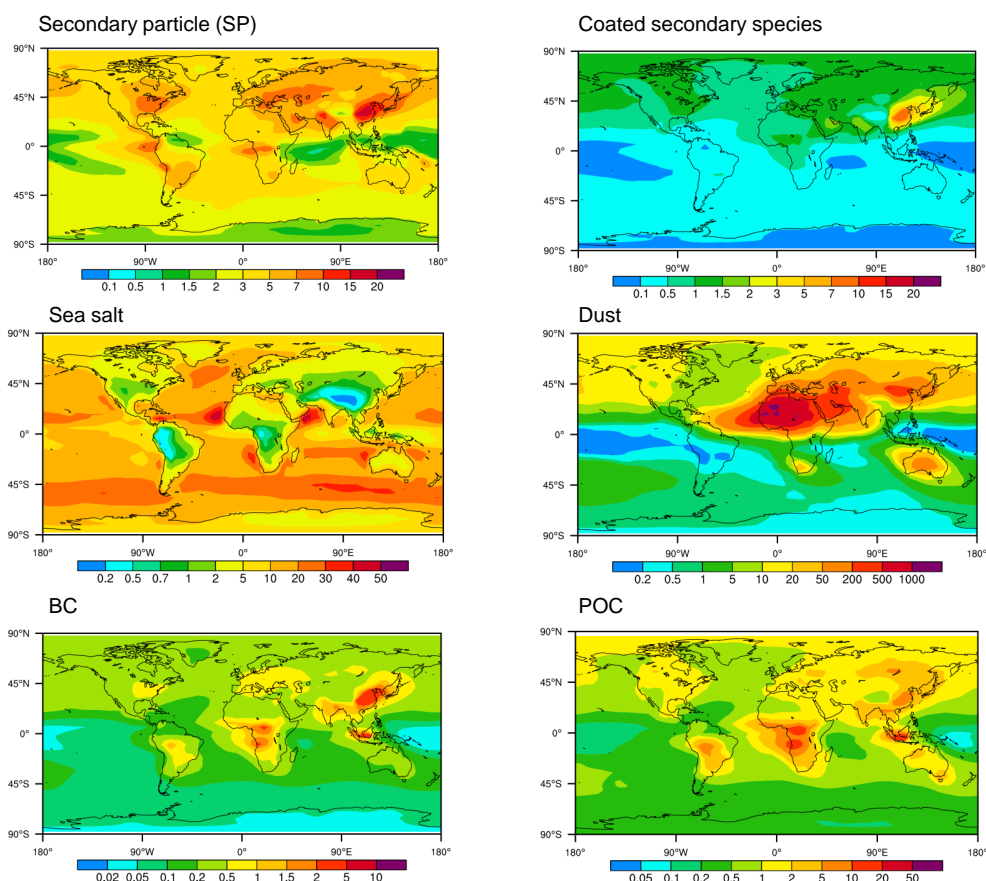 Secondary particle (SP)
90°N
45°N
0°
45°S
90°S
180°
90°W
0°
90°E
180°
0.1 0.5 1 1.5 2 3 5 7 10 15 20
Coated secondary species
90°N
45°N
0°
45°S
90°S
180°
90°W
0°
90°E
180°
0.1 0.5 1 1.5 2 3 5 7 10 15 20
Sea salt
90°N
45°N
0°
45°S
90°S
180°
90°W
0°
90°E
180°
0.2 0.5 0.7 1 2 5 10 20 30 40 50
Dust
90°N
45°N
0°
45°S
90°S
180°
90°W
0°
90°E
180°
0.2 0.5 1 5 10 20 50 200 500 1000
BC
90°N
45°N
0°
45°S
90°S
180°
90°W
0°
90°E
180°
0.02 0.05 0.1 0.2 0.5 1 1.5 2 5 10
POC
90°N
45°N
0°
45°S
90°S
180°
90°W
0°
90°E
180°
0.05 0.1 0.2 0.5 1 2 5 10 20 50